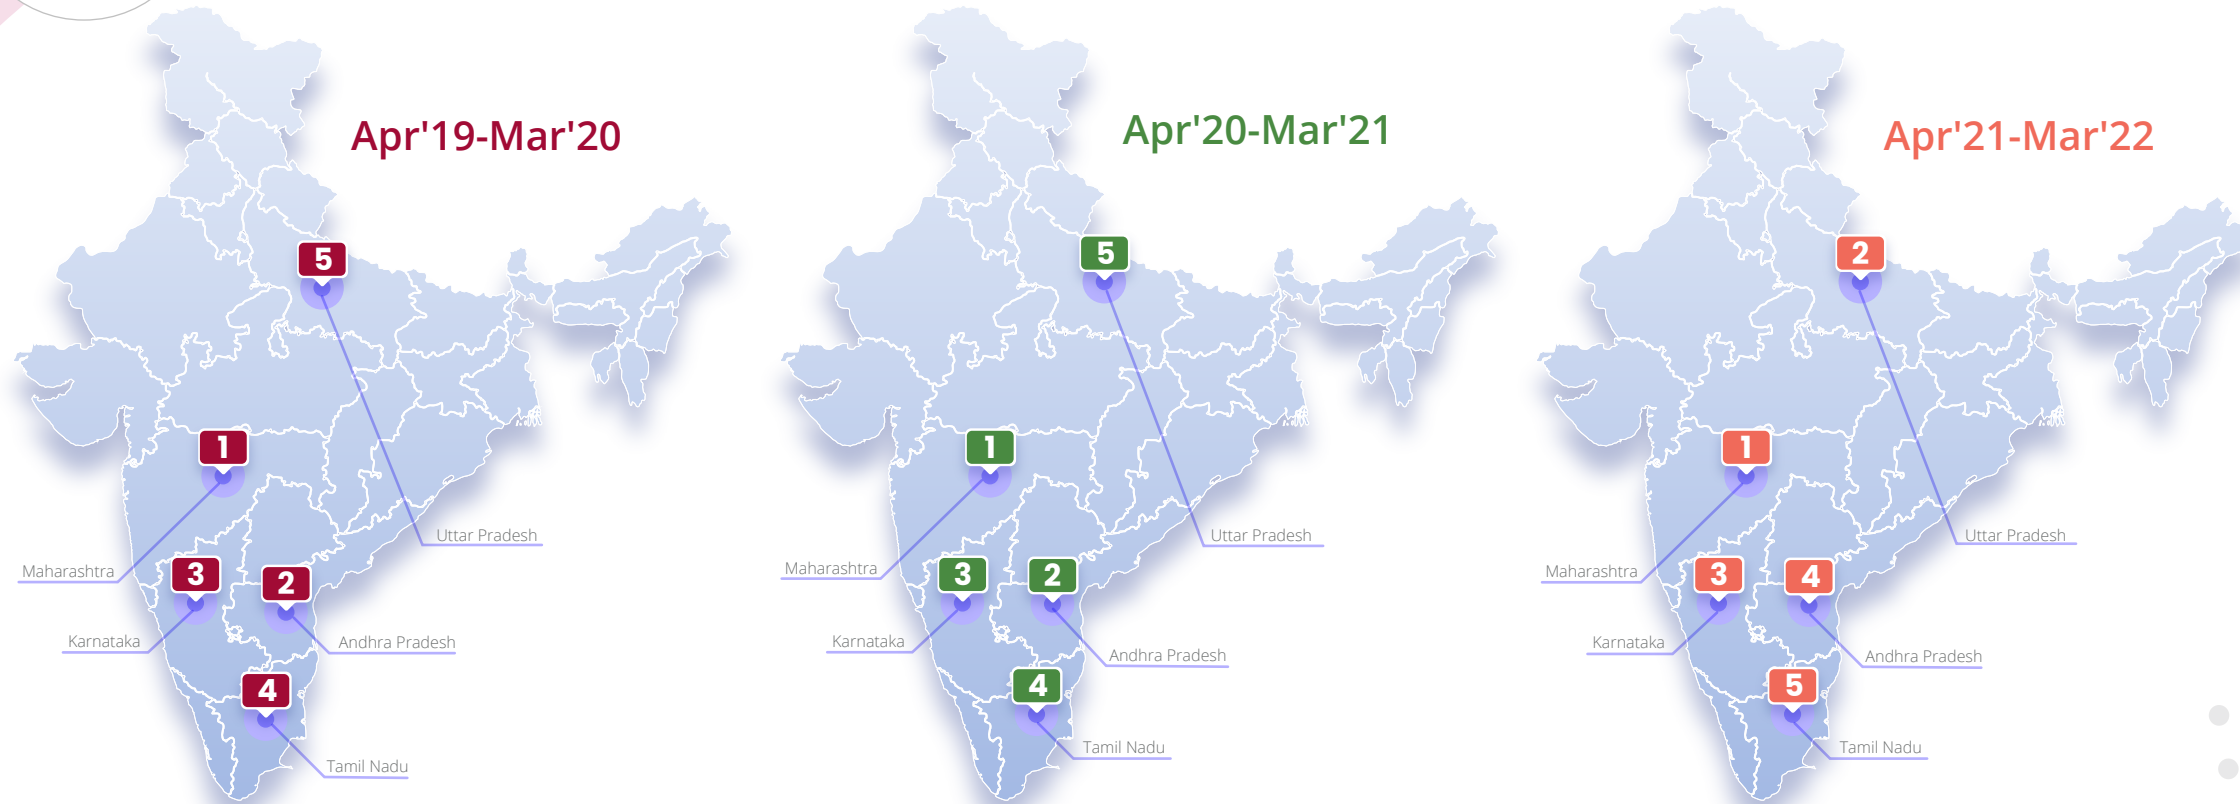 Apr'19-Mar'20
5
1
Uttar Pradesh
Maharashtra
3
2
Karnataka
Andhra Pradesh
4
Tamil Nadu
Apr'20-Mar'21
5
1
Uttar Pradesh
Maharashtra
3
2
Karnataka
Andhra Pradesh
4
Tamil Nadu
Apr'21-Mar'22
2
1
Uttar Pradesh
Maharashtra
3
4
Karnataka
Andhra Pradesh
5
Tamil Nadu